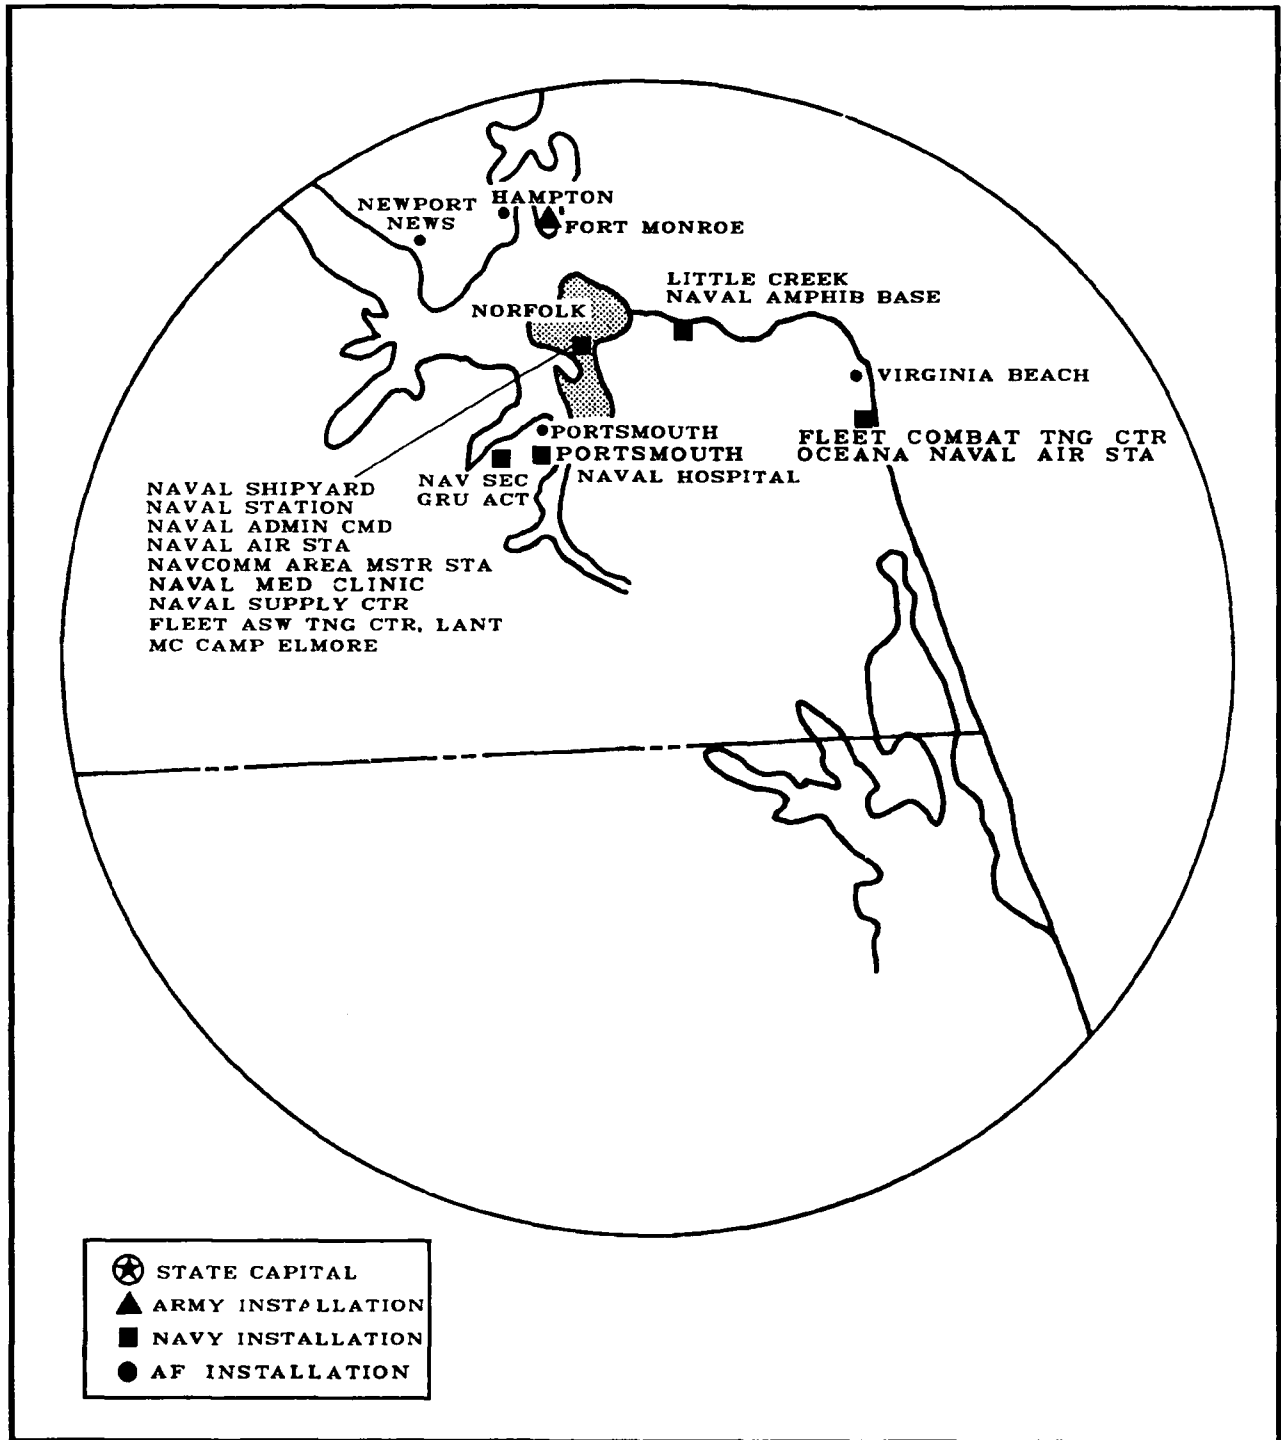 HAMPTON
NEWPORT
NEWS
FORT MONROE
LITTLE CREEK
NAVAL AMPHIB BASE
NORFOLK
VIRGINIA BEACH
PORTSMOUTH
PORTSMOUTH
NAVAL HOSPITAL
FLEET COMBAT TNG CTR
OCEANA NAVAL AIR STA
NAV SEC
GRU ACT
NAVAL SHIPYARD
NAVAL STATION
NAVAL ADMIN CMD
NAVAL AIR STA
NAVCOMM AREA MSTR STA
NAVAL MED CLINIC
NAVAL SUPPLY CTR
FLEET ASW TNG CTR, LANT
MC CAMP ELMORE
STATE CAPITAL
ARMY INSTALLATION
NAVY INSTALLATION
AF INSTALLATION